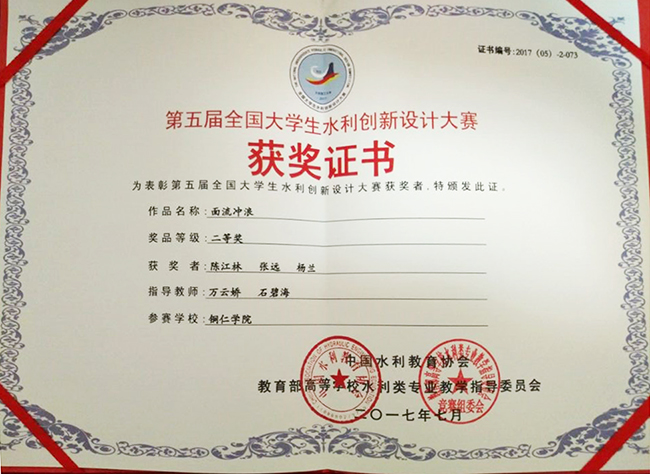 证书编号:2017（05）-2-073
第五届全国大学生水利创新设计大赛
获奖证书
为表彰第五届全国大学生水利创新设计大赛获奖者，特颁发此证。
作品名称：面流冲浪
奖品等级：二等奖
获奖者：陈江林 张远 杨兰
指导教师：万云娇 石碧海
参赛学校：铜仁学院
中国水利教育协会
教育部高等学校水利类专业教学指导委员会
竞赛组委会
二〇一七年七月